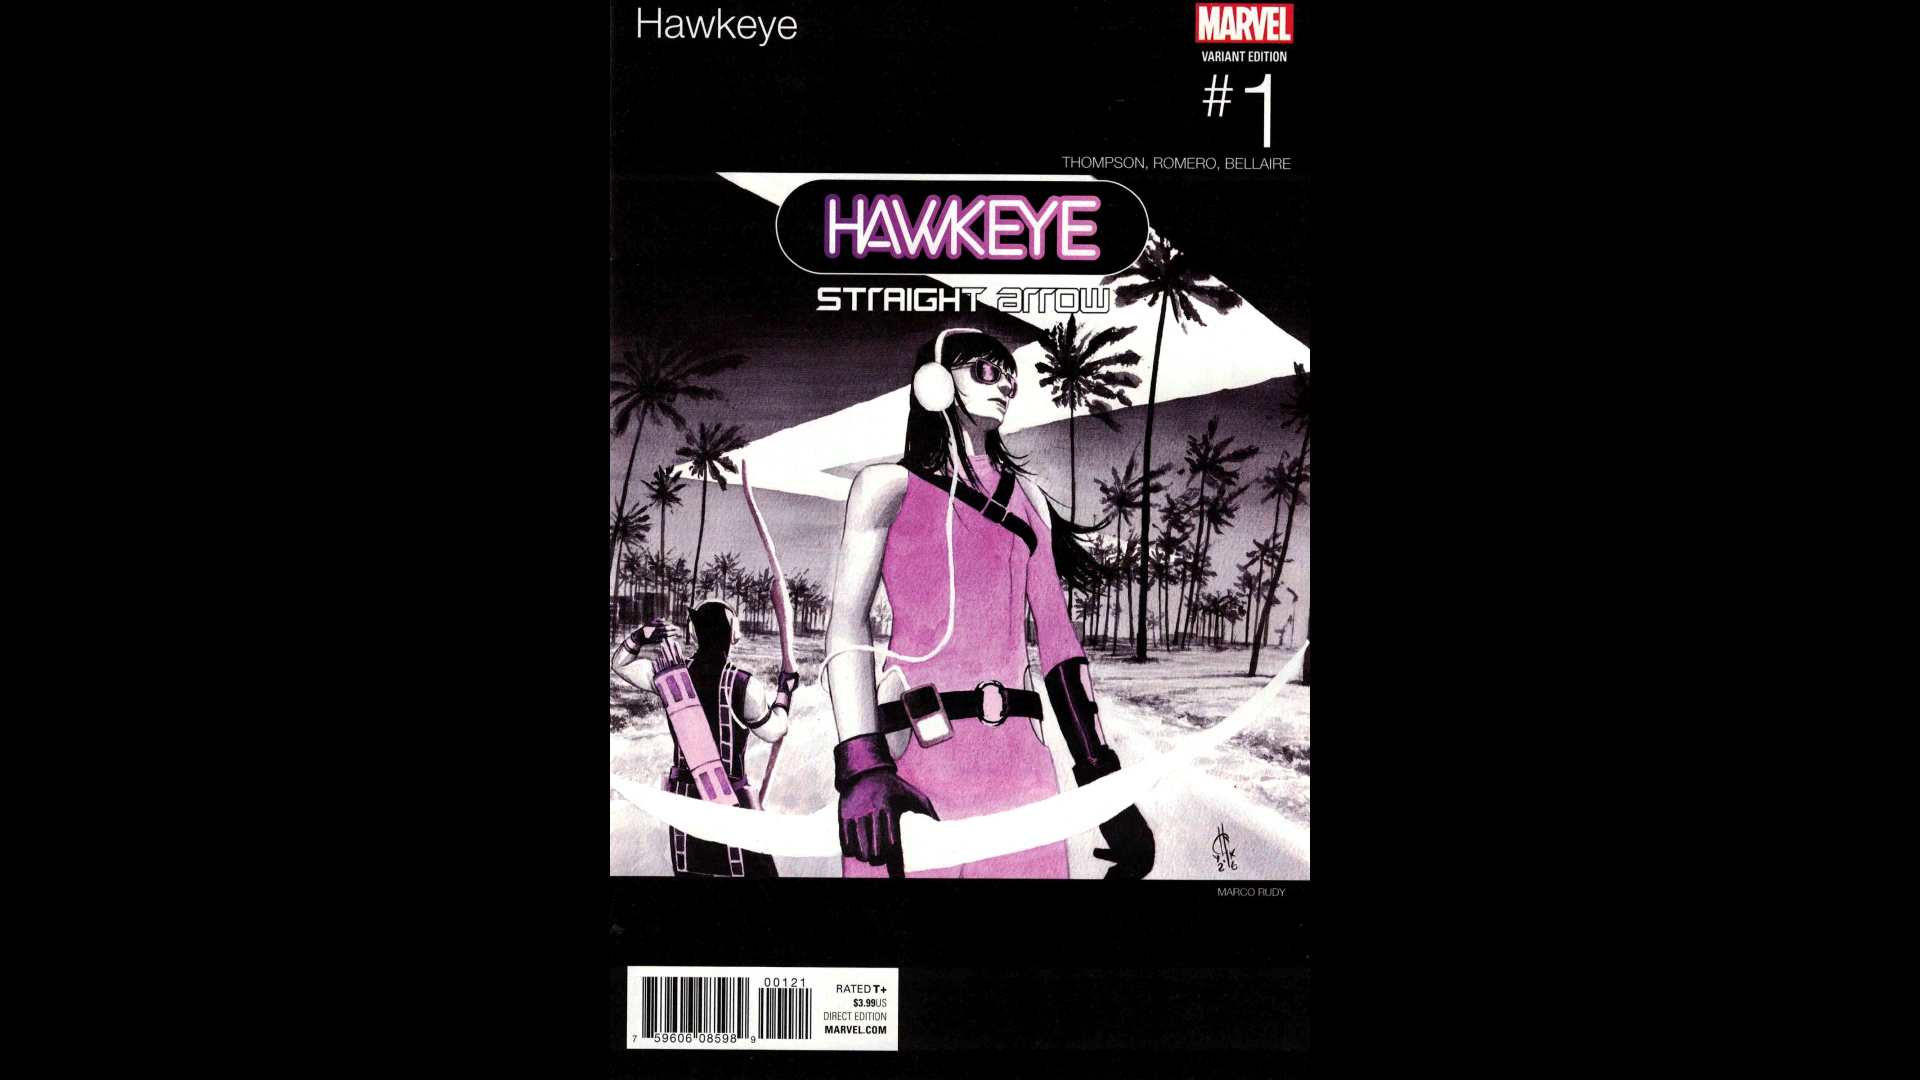 Hawkeye
MARVEL
VARIANT EDITION
#1
THOMPSON, ROMERO, BELLAIRE
HAWKEYE
STRAIGHT ARROW
MARCO RUDY
00121
RATED T+
$3.99US
DIRECT EDITION
MARVEL.COM
7 59606 08598 9